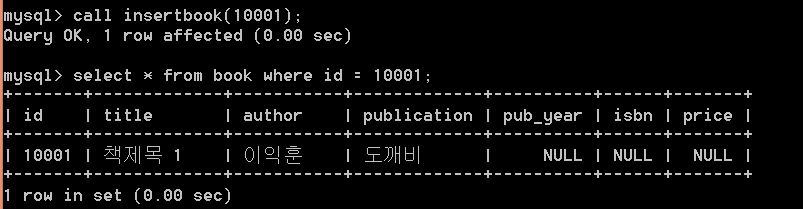 mysql> call insertbook(10001);
Query OK, 1 row affected (0.00 sec)
mysql> select * from book where id = 10001;
+-------+----------+---------+-------------+----------+------+-------+
| id    | title    | author  | publication | pub_year | isbn | price |
+-------+----------+---------+-------------+----------+------+-------+
| 10001 | 책제목 1 | 이익훈  | 도깨비      |     NULL | NULL |  NULL |
+-------+----------+---------+-------------+----------+------+-------+
1 row in set (0.00 sec)